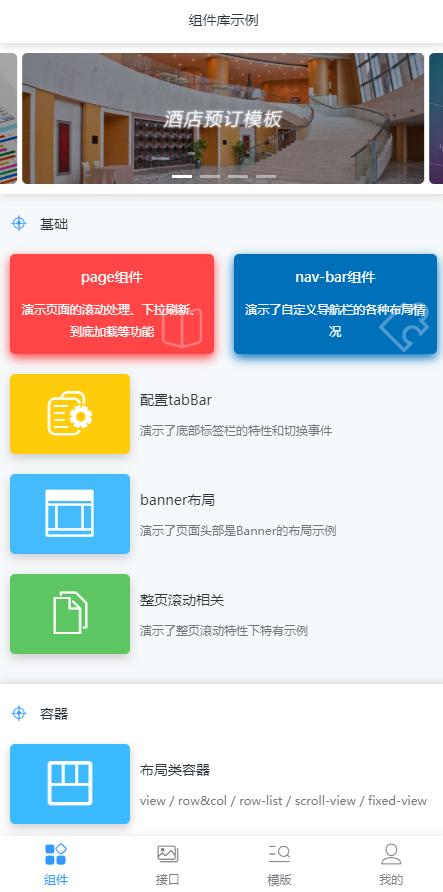 组件库示例
酒店预订模板
基础
page组件
演示页面的滚动处理、下拉刷新、
到底加载等功能
nav-bar组件
演示了自定义导航栏的各种布局情
况
配置tabBar
演示了底部标签栏的特性和切换事件
banner布局
演示了页面头部是Banner的布局示例
整页滚动相关
演示了整页滚动特性下特有示例
容器
布局类容器
view / row&col / row-list / scroll-view / fixed-view
组件
接口
模版
我的